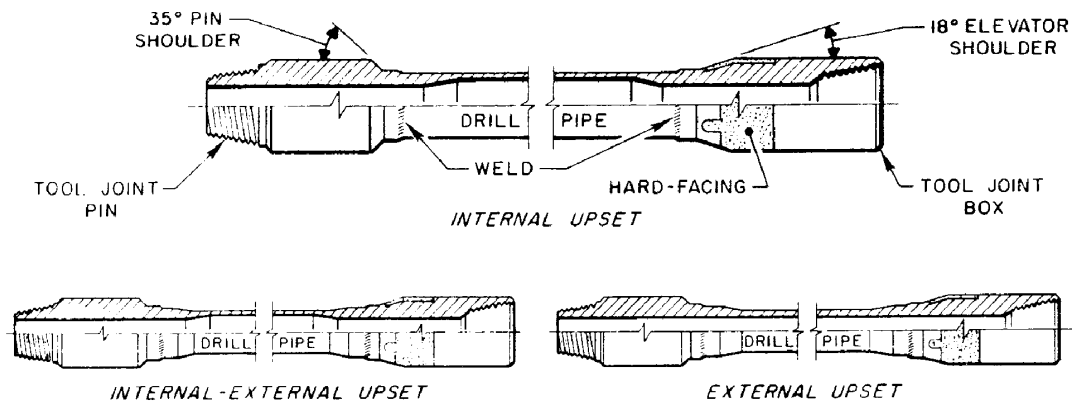 35° PIN
SHOULDER
18° ELEVATOR
SHOULDER
DRILL PIPE
WELD
HARD-FACING
TOOL JOINT
PIN
TOOL JOINT
BOX
INTERNAL UPSET
DRILL PIPE
DRILL PIPE
INTERNAL-EXTERNAL UPSET
EXTERNAL UPSET